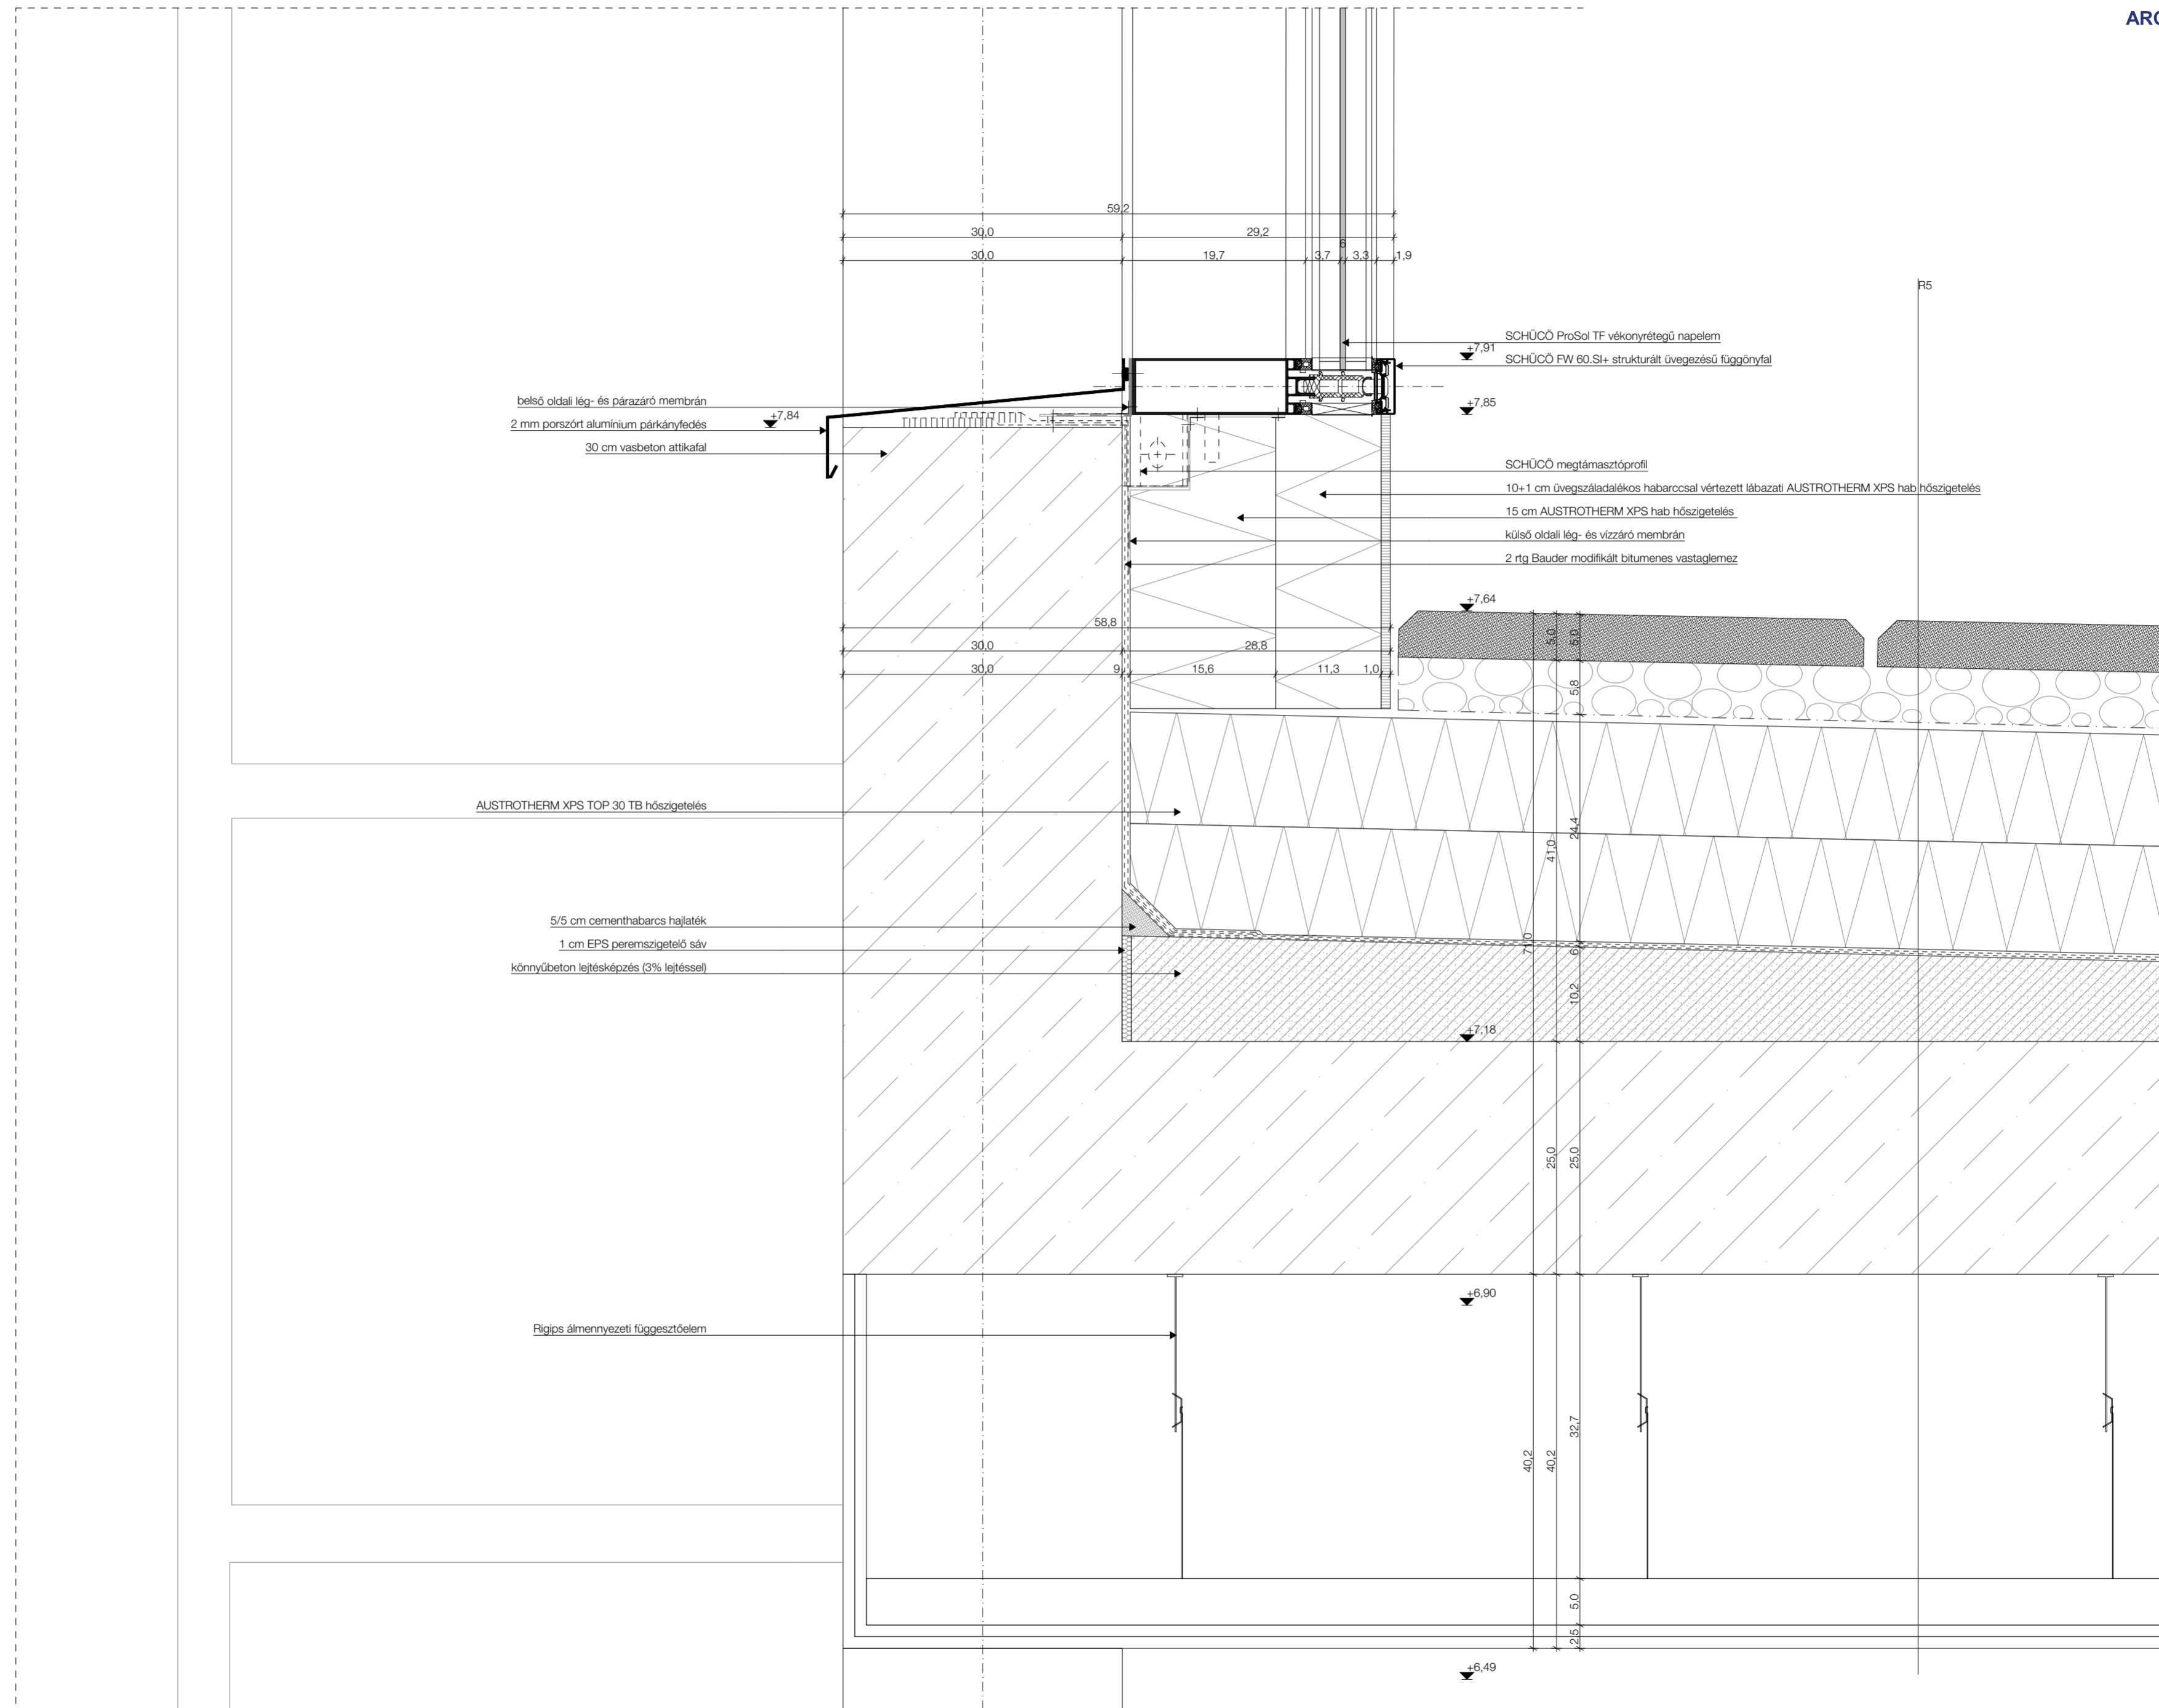 ARC
59,2
30,0
29,2
6
30,0
19,7
3,7
3,3
1,9
R5
SCHÜCÖ ProSol TF vékonyrétegű napelem
+7,91
SCHÜCÖ FW 60.SI+ strukturált üvegezésű függönyfal
belső oldali lég- és párazáró membrán
+7,85
+7,84
2 mm porszórt alumínium párkányfedés
30 cm vasbeton attikafal
SCHÜCÖ megtámasztóprofil
10+1 cm üvegszáladalékos habarccsal vértezett lábazati AUSTROTHERM XPS hab hőszigetelés
15 cm AUSTROTHERM XPS hab hőszigetelés
külső oldali lég- és vízzáró membrán
2 rtg Bauder modifikált bitumenes vastaglemez
+7,64
58,8
5,0
5,0
30,0
28,8
30,0
9
15,6
11,3
1,0
5,8
AUSTROTHERM XPS TOP 30 TB hőszigetelés
24,4
41,0
5/5 cm cementhabarcs hajlaték
1 cm EPS peremszigetelő sáv
71,0
6
könnyűbeton lejtésképzés (3% lejtéssel)
10,2
+7,18
25,0
25,0
+6,90
Rigips álmennyezeti függesztőelem
32,7
40,2
40,2
5,0
2,5
+6,49